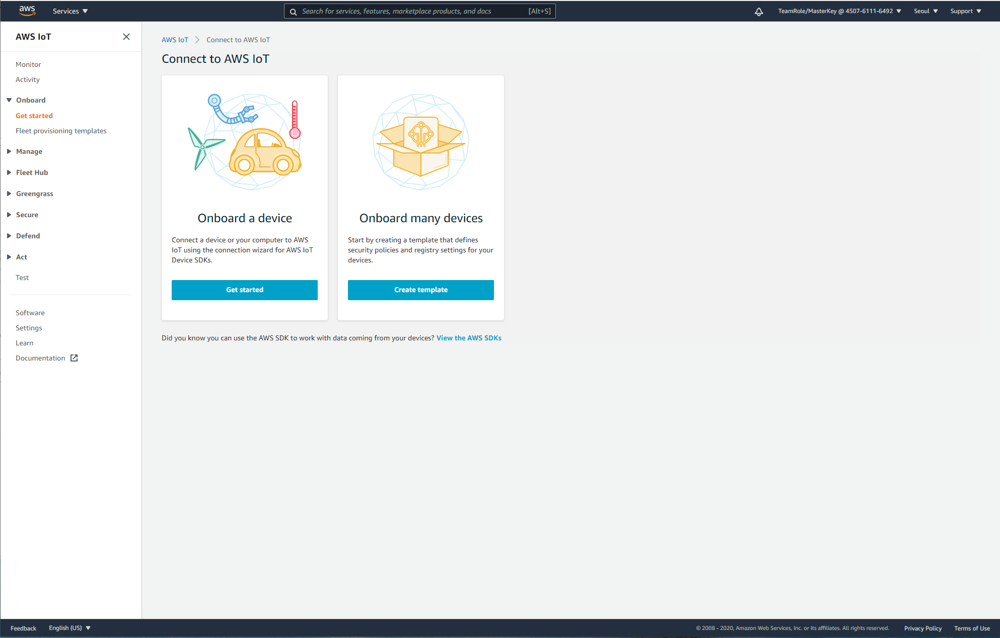 aws
Services
Search for services, features, marketplace products, and docs
[Alt+S]
TeamRole/MasterKey @ 4507-6111-6492
Seoul
Support
AWS IoT
Monitor
Activity
Onboard
Get started
Fleet provisioning templates
Manage
Fleet Hub
Greengrass
Secure
Defend
Act
Test
Software
Settings
Learn
Documentation
AWS IoT
Connect to AWS IoT
Connect to AWS IoT
Onboard a device
Connect a device or your computer to AWS
IoT using the connection wizard for AWS IoT
Device SDKs.
Get started
Onboard many devices
Start by creating a template that defines
security policies and registry settings for your
devices.
Create template
Did you know you can use the AWS SDK to work with data coming from your devices? View the AWS SDKs
Feedback
English (US)
© 2008 - 2020, Amazon Web Services, Inc. or its affiliates. All rights reserved.
Privacy Policy
Terms of Use